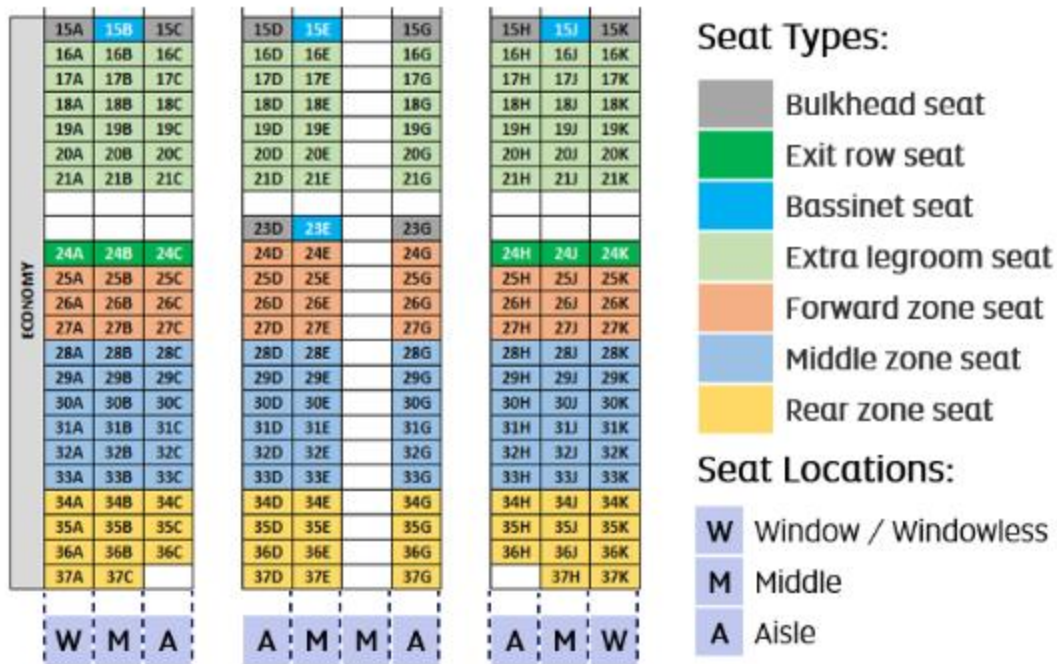 15A 15B 15C 15D 15E 15G 15H 15J 15K
16A 16B 16C 16D 16E 16G 16H 16J 16K
17A 17B 17C 17D 17E 17G 17H 17J 17K
18A 18B 18C 18D 18E 18G 18H 18J 18K
19A 19B 19C 19D 19E 19G 19H 19J 19K
20A 20B 20C 20D 20E 20G 20H 20J 20K
21A 21B 21C 21D 21E 21G 21H 21J 21K
23D 23E 23G
24A 24B 24C 24D 24E 24G 24H 24J 24K
25A 25B 25C 25D 25E 25G 25H 25J 25K
26A 26B 26C 26D 26E 26G 26H 26J 26K
27A 27B 27C 27D 27E 27G 27H 27J 27K
28A 28B 28C 28D 28E 28G 28H 28J 28K
29A 29B 29C 29D 29E 29G 29H 29J 29K
30A 30B 30C 30D 30E 30G 30H 30J 30K
31A 31B 31C 31D 31E 31G 31H 31J 31K
32A 32B 32C 32D 32E 32G 32H 32J 32K
33A 33B 33C 33D 33E 33G 33H 33J 33K
34A 34B 34C 34D 34E 34G 34H 34J 34K
35A 35B 35C 35D 35E 35G 35H 35J 35K
36A 36B 36C 36D 36E 36G 36H 36J 36K
37A 37C 37D 37E 37G 37H 37K
ECONOMY
W M A A M M A A M W
Seat Types:
Bulkhead seat
Exit row seat
Bassinet seat
Extra legroom seat
Forward zone seat
Middle zone seat
Rear zone seat
Seat Locations:
W Window / Windowless
M Middle
A Aisle